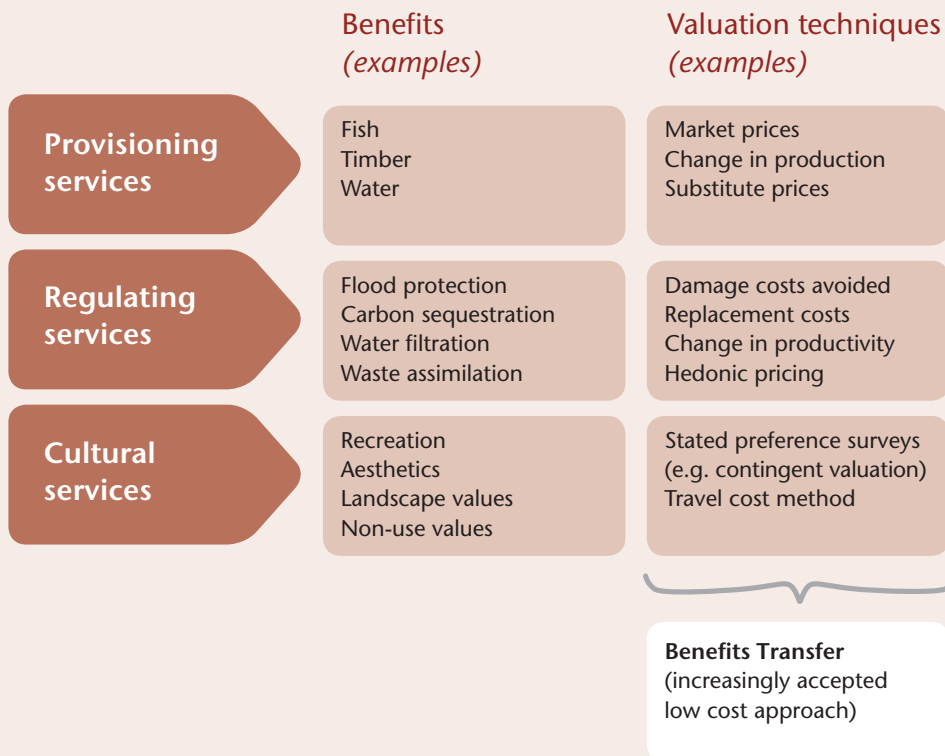 Benefits
(examples)
Valuation techniques
(examples)
Provisioning
services
Fish
Timber
Water
Market prices
Change in production
Substitute prices
Regulating
services
Flood protection
Carbon sequestration
Water filtration
Waste assimilation
Damage costs avoided
Replacement costs
Change in productivity
Hedonic pricing
Cultural
services
Recreation
Aesthetics
Landscape values
Non-use values
Stated preference surveys
(e.g. contingent valuation)
Travel cost method
Benefits Transfer
(increasingly accepted
low cost approach)